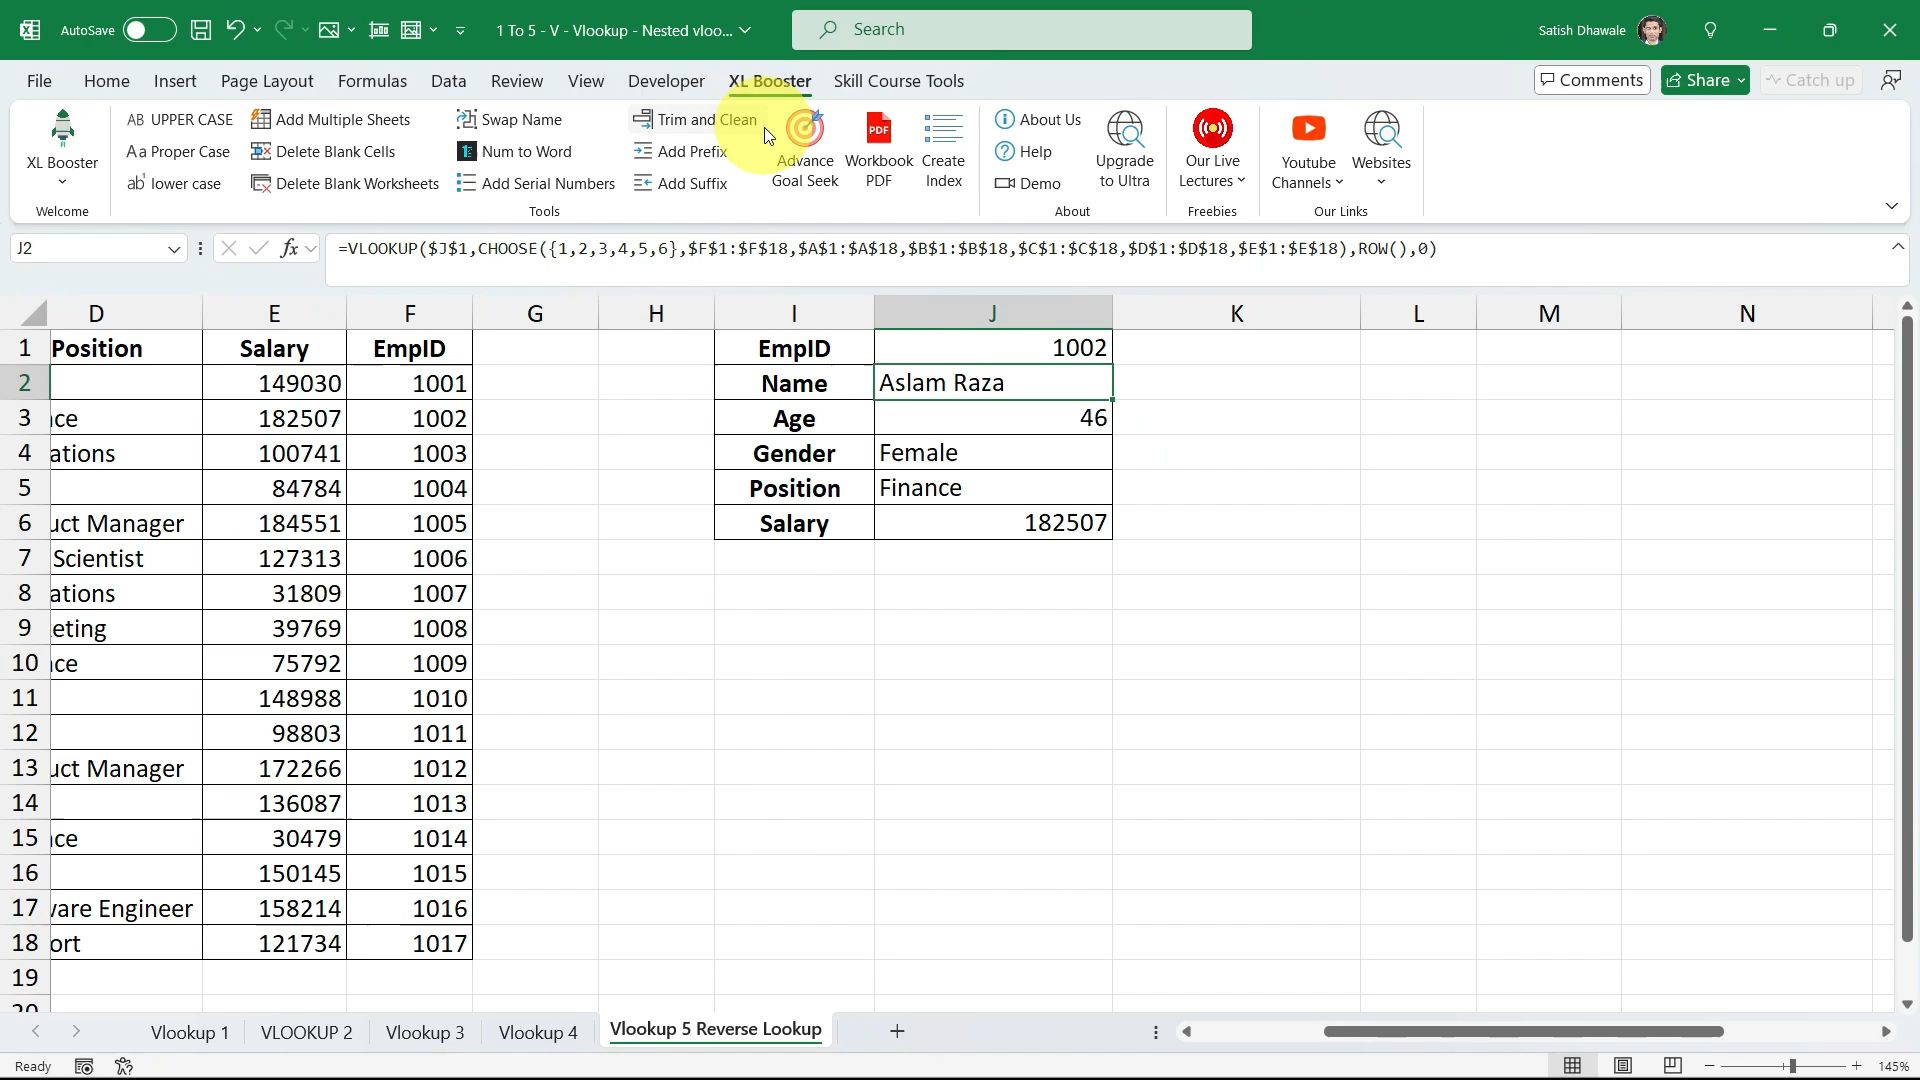 AutoSave
1 To 5 - V - Vlookup - Nested vloo...
Search
Satish Dhawale
File Home Insert Page Layout Formulas Data Review View Developer XL Booster Skill Course Tools
Comments Share Catch up
XL Booster
Welcome
AB UPPER CASE
Aa Proper Case
ab lower case
Add Multiple Sheets
Delete Blank Cells
Delete Blank Worksheets
Swap Name
Num to Word
Add Serial Numbers
Trim and Clean
Add Prefix
Add Suffix
Advance
Goal Seek
PDF
Workbook
PDF
Create
Index
Tools
About Us
Help
Demo
Upgrade
to Ultra
About
Our Live
Lectures
Freebies
Youtube
Channels
Websites
Our Links
J2
fx
=VLOOKUP($J$1,CHOOSE({1,2,3,4,5,6},$F$1:$F$18,$A$1:$A$18,$B$1:$B$18,$C$1:$C$18,$D$1:$D$18,$E$1:$E$18),ROW(),0)
D E F G H I J K L M N
1 Position Salary EmpID EmpID 1002
2 149030 1001 Name Aslam Raza
3 ce 182507 1002 Age 46
4 ations 100741 1003 Gender Female
5 84784 1004 Position Finance
6 uct Manager 184551 1005 Salary 182507
7 Scientist 127313 1006
8 ations 31809 1007
9 eting 39769 1008
10 ce 75792 1009
11 148988 1010
12 98803 1011
13 uct Manager 172266 1012
14 136087 1013
15 ce 30479 1014
16 150145 1015
17 ware Engineer 158214 1016
18 ort 121734 1017
19
20
Vlookup 1 VLOOKUP 2 Vlookup 3 Vlookup 4 Vlookup 5 Reverse Lookup
Ready
145%